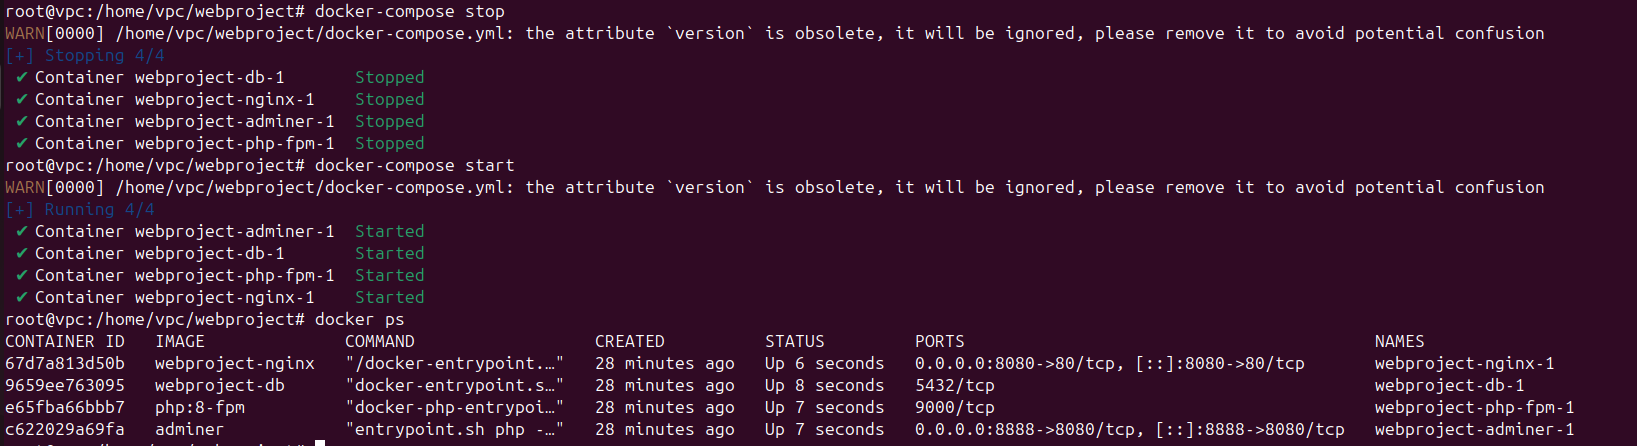 root@vpc:/home/vpc/webproject# docker-compose stop
WARN[0000] /home/vpc/webproject/docker-compose.yml: the attribute `version` is obsolete, it will be ignored, please remove it to avoid potential confusion
[+] Stopping 4/4
✔ Container webproject-db-1       Stopped
✔ Container webproject-nginx-1    Stopped
✔ Container webproject-adminer-1  Stopped
✔ Container webproject-php-fpm-1  Stopped
root@vpc:/home/vpc/webproject# docker-compose start
WARN[0000] /home/vpc/webproject/docker-compose.yml: the attribute `version` is obsolete, it will be ignored, please remove it to avoid potential confusion
[+] Running 4/4
✔ Container webproject-adminer-1  Started
✔ Container webproject-db-1       Started
✔ Container webproject-php-fpm-1  Started
✔ Container webproject-nginx-1    Started
root@vpc:/home/vpc/webproject# docker ps
CONTAINER ID   IMAGE              COMMAND                  CREATED          STATUS         PORTS                                         NAMES
67d7a813d50b   webproject-nginx   "/docker-entrypoint.…"   28 minutes ago   Up 6 seconds   0.0.0.0:8080->80/tcp, [::]:8080->80/tcp       webproject-nginx-1
9659ee763095   webproject-db      "docker-entrypoint.s…"   28 minutes ago   Up 8 seconds   5432/tcp                                      webproject-db-1
e65fba66bbb7   php:8-fpm          "docker-php-entrypoi…"   28 minutes ago   Up 7 seconds   9000/tcp                                      webproject-php-fpm-1
c622029a69fa   adminer            "entrypoint.sh php -…"   28 minutes ago   Up 7 seconds   0.0.0.0:8888->8080/tcp, [::]:8888->8080/tcp   webproject-adminer-1